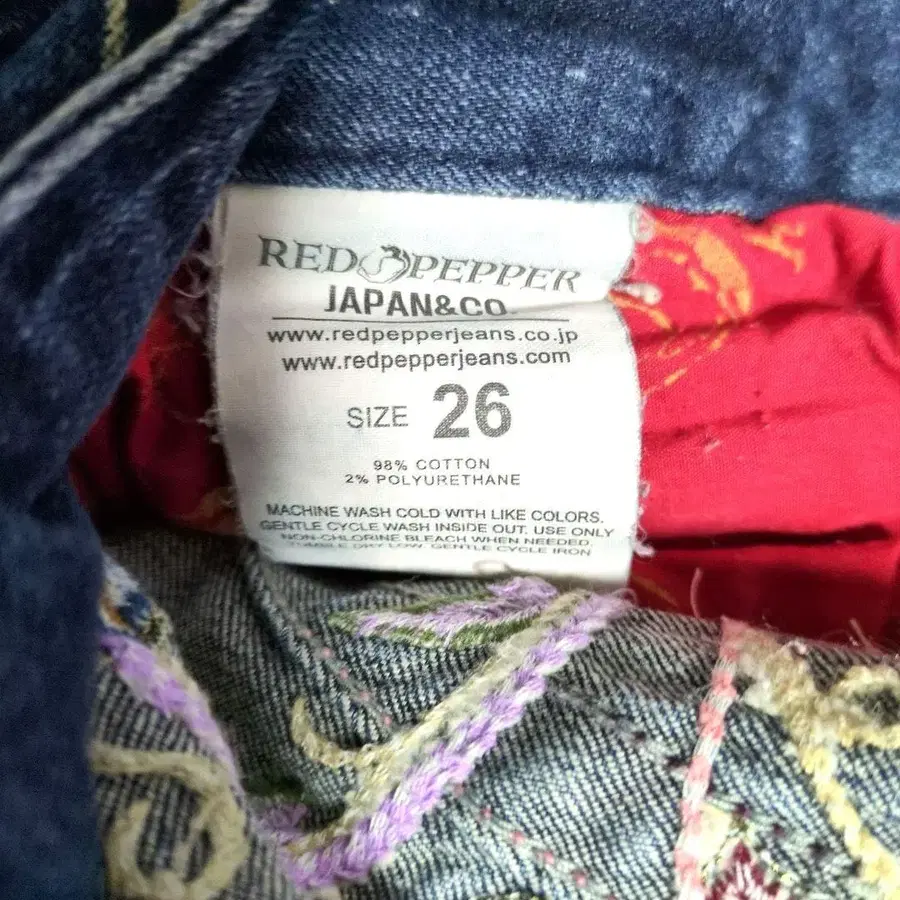 RED PEPPER
JAPAN&CO.
www.redpepperjeans.co.jp
www.redpepperjeans.com
SIZE 26
98% COTTON
2% POLYURETHANE
MACHINE WASH COLD WITH LIKE COLORS.
GENTLE CYCLE WASH INSIDE OUT. USE ONLY
NON-CHLORINE BLEACH WHEN NEEDED.
TUMBLE DRY LOW. GENTLE CYCLE IRON